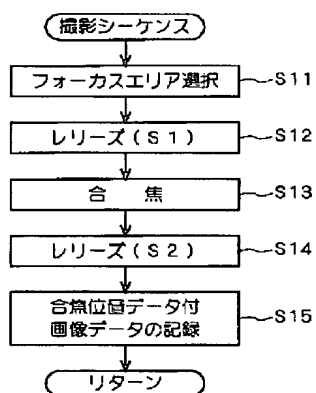 撮影シーケンス
フォーカスエリア選択
S11
レリーズ(S1)
S12
合焦
S13
レリーズ(S2)
S14
合焦位置データ付
画像データの記録
S15
リターン